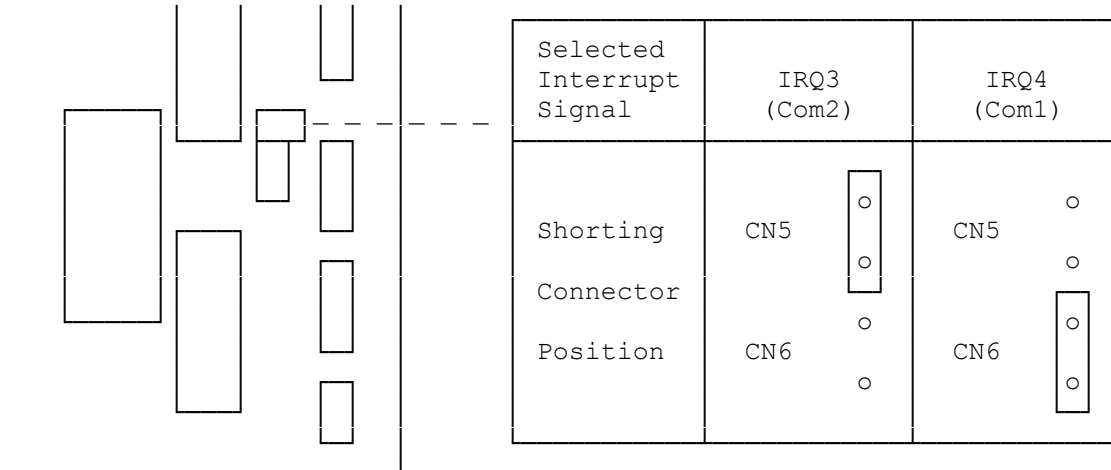 Selected
Interrupt IRQ3 IRQ4
Signal (Com2) (Com1)
Shorting CN5 CN5
Connector
Position CN6 CN6